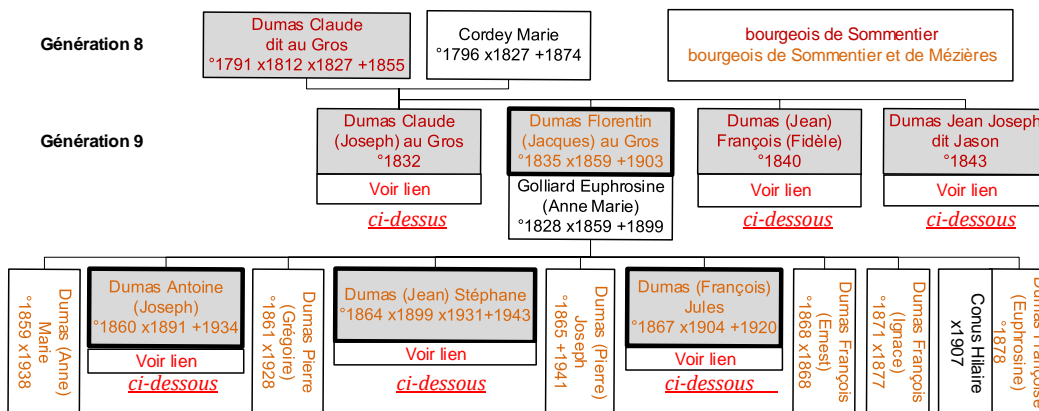 Génération 8
Dumas Claude
dit au Gros
°1791 x1812 x1827 +1855
Cordey Marie
°1796 x1827 +1874
bourgeois de Sommentier
bourgeois de Sommentier et de Mézières
Génération 9
Dumas Claude
(Joseph) au Gros
°1832
Voir lien
ci-dessus
Dumas Florentin
(Jacques) au Gros
°1835 x1859 +1903
Golliard Euphrosine
(Anne Marie)
°1828 x1859 +1899
Dumas (Jean)
François (Fidèle)
°1840
Voir lien
ci-dessous
Dumas Jean Joseph
dit Jason
°1843
Voir lien
ci-dessous
Dumas (Anne)
Marie
°1859 x1938
Dumas Antoine
(Joseph)
°1860 x1891 +1934
Voir lien
ci-dessous
Dumas Pierre
(Grégoire)
°1861 x1928
Dumas (Jean) Stéphane
°1864 x1899 x1931+1943
Voir lien
ci-dessous
Dumas (Pierre)
Joseph
°1865 +1941
Dumas (François)
Jules
°1867 x1904 +1920
Voir lien
ci-dessous
Dumas François
(Ernest)
°1868 x1868
Dumas François
(Ignace)
°1871 x1877
Conus Hilaire
x1907
Dumas Françoise
(Euphrosine)
°1878